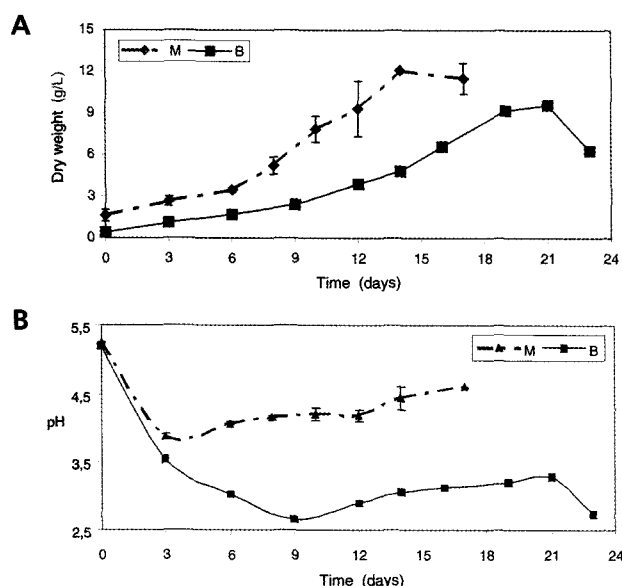 A
M B
Dry weight (g/L)
15
12
9
6
3
0
0 3 6 9 12 15 18 21 24
Time (days)
B
M B
pH
5,5
4,5
3,5
2,5
0 3 6 9 12 15 18 21 24
Time (days)